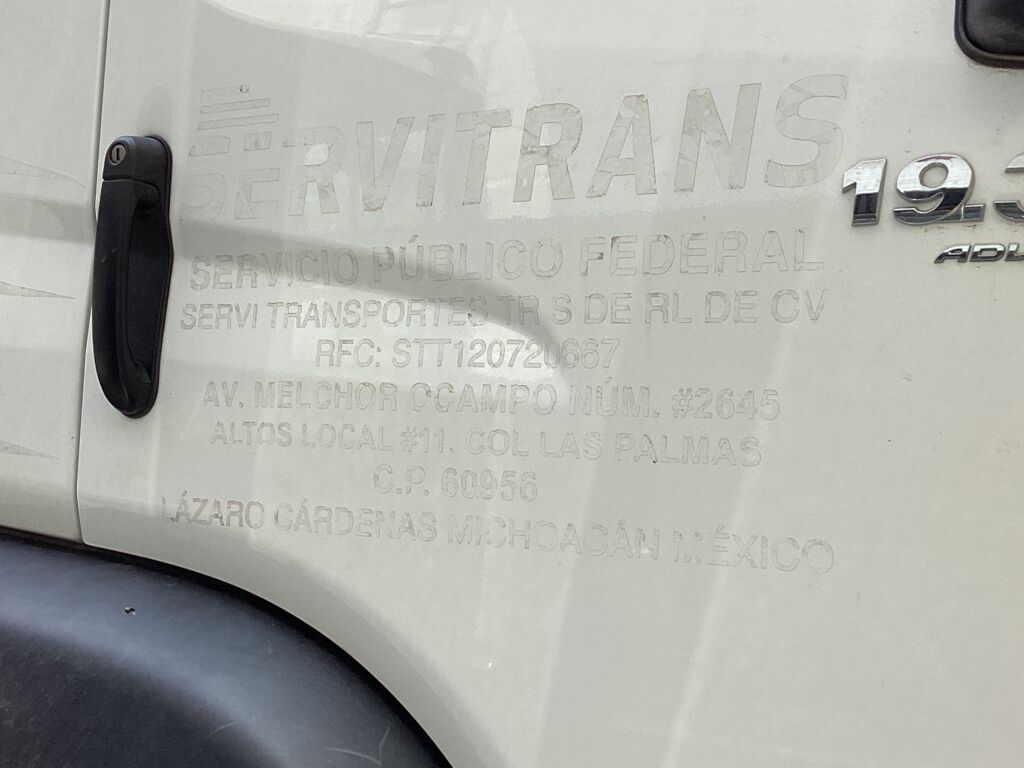 SERVITRANS
SERVICIO PÚBLICO FEDERAL
SERVI TRANSPORTES TR S DE RL DE CV
RFC: STT120720667
AV. MELCHOR OCAMPO NÚM. #2645
ALTOS LOCAL #11. COL LAS PALMAS
C.P. 60956
LÁZARO CÁRDENAS MICHOACÁN MÉXICO